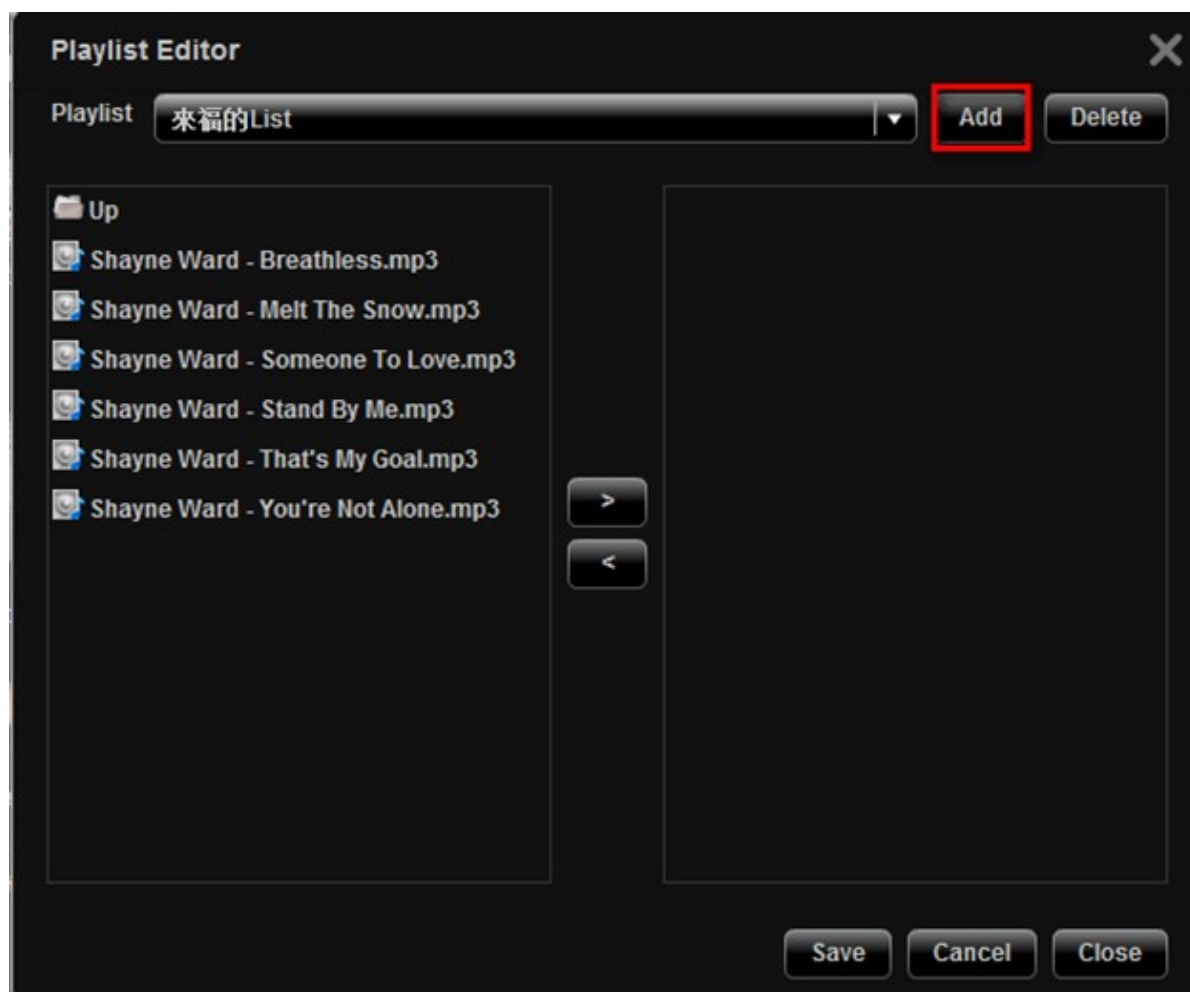 Playlist Editor
Playlist 來福的List Add Delete
Up
Shayne Ward - Breathless.mp3
Shayne Ward - Melt The Snow.mp3
Shayne Ward - Someone To Love.mp3
Shayne Ward - Stand By Me.mp3
Shayne Ward - That's My Goal.mp3
Shayne Ward - You're Not Alone.mp3
>
<
Save Cancel Close